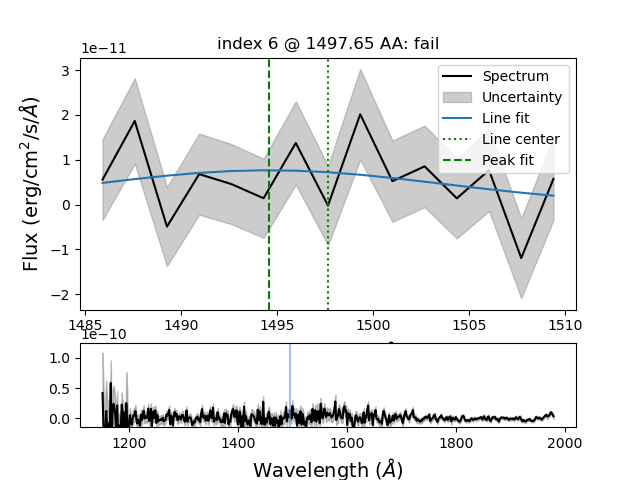 index 6 @ 1497.65 AA: fail
1e−11
Flux (erg/cm²/s/Å)
3
2
1
0
−1
−2
Spectrum
Uncertainty
Line fit
Line center
Peak fit
1485 1490 1495 1500 1505 1510
1e−10
1.0
0.5
0.0
1200 1400 1600 1800 2000
Wavelength (Å)